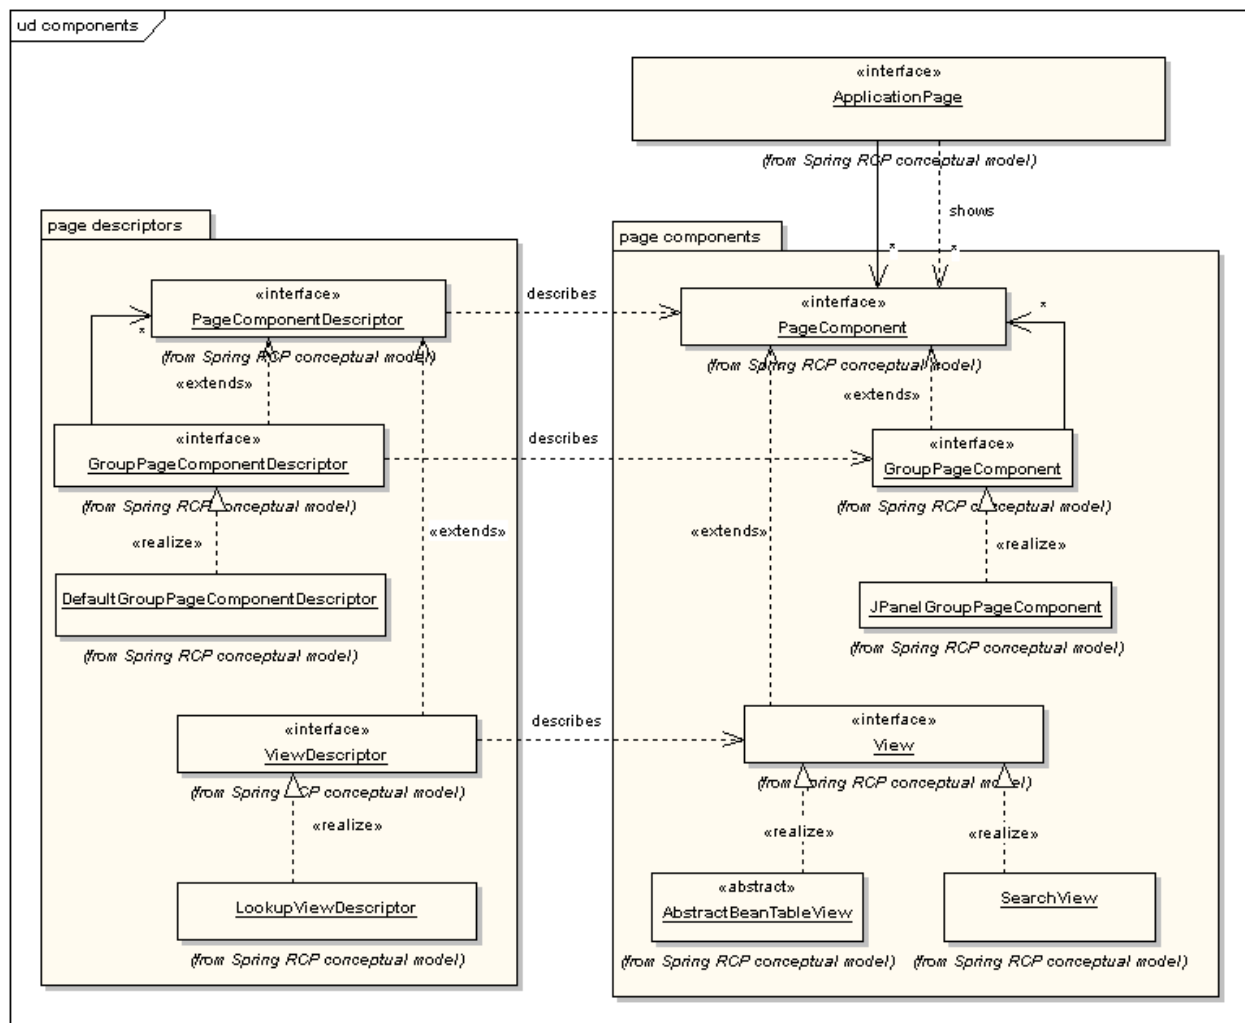 ud components
«interface»
ApplicationPage
(from Spring RCP conceptual model)
shows
*
*
page descriptors
«interface»
PageComponentDescriptor
*
(from Spring RCP conceptual model)
«extends»
describes
«interface»
GroupPageComponentDescriptor
(from Spring RCP conceptual model)
«realize»
describes
«extends»
DefaultGroupPageComponentDescriptor
(from Spring RCP conceptual model)
«interface»
ViewDescriptor
(from Spring RCP conceptual model)
«realize»
describes
LookupViewDescriptor
(from Spring RCP conceptual model)
page components
«interface»
PageComponent
*
(from Spring RCP conceptual model)
«extends»
«interface»
GroupPageComponent
(from Spring RCP conceptual model)
«extends»
«realize»
JPanelGroupPageComponent
(from Spring RCP conceptual model)
«interface»
View
(from Spring RCP conceptual model)
«realize»
«realize»
«abstract»
AbstractBeanTableView
(from Spring RCP conceptual model)
SearchView
(from Spring RCP conceptual model)